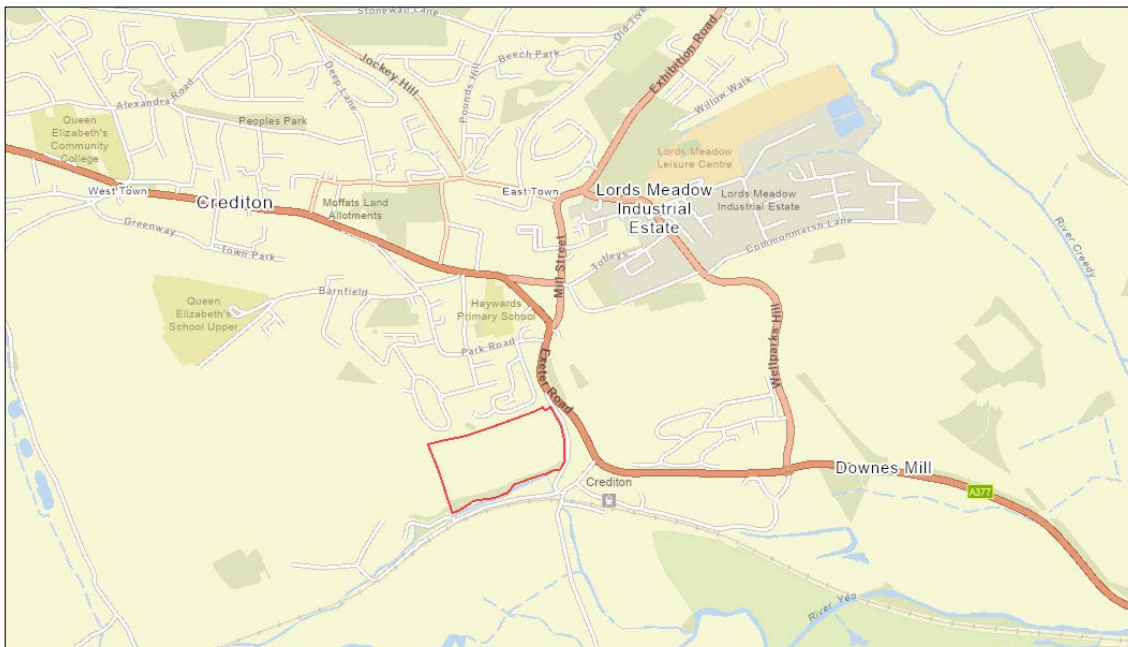 Stonewall Lane
Old Tive
Beech Park
Exhibition Road
Jockey Hill
Pounds Hill
Deep Lane
Willow Walk
Alexandra Road
Peoples Park
Queen
Elizabeth's
Community
College
Lords Meadow
Leisure Centre
West Town
Crediton
East Town
Lords Meadow
Industrial
Estate
Lords Meadow
Industrial Estate
Moffats Land
Allotments
Greenway
Town Park
Mill Street
Tolleys
Commonmarsh Lane
River Creedy
Queen
Elizabeth's
School Upper
Barnfield
Haywards
Primary School
Park Road
Exeter Road
Wellparks Hill
Crediton
Downes Mill
A377
River Yeo